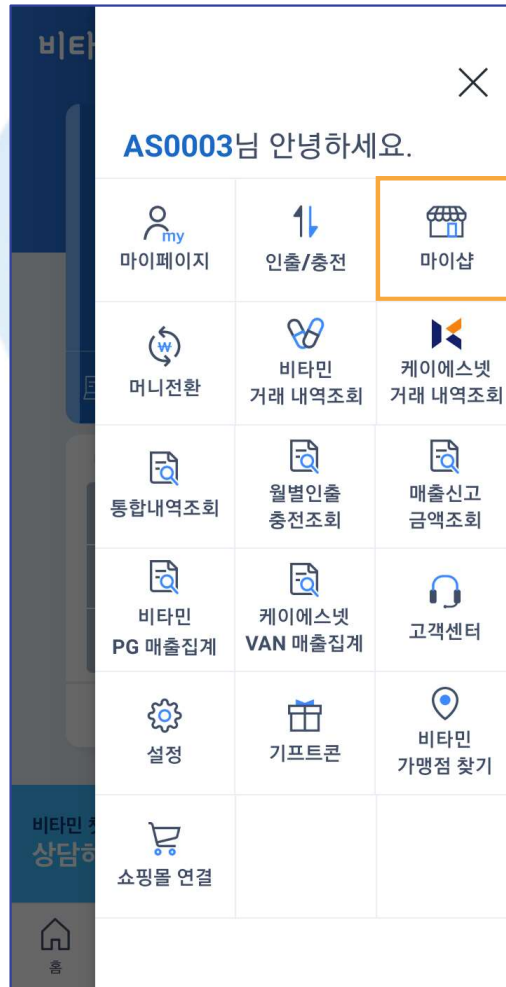 비타
AS0003님 안녕하세요.
my
마이페이지
인출/충전
마이샵
₩
머니전환
비타민
거래 내역조회
케이에스넷
거래 내역조회
통합내역조회
월별인출
충전조회
매출신고
금액조회
비타민
PG 매출집계
케이에스넷
VAN 매출집계
고객센터
설정
기프트콘
비타민
가맹점 찾기
비타민
상담
쇼핑몰 연결
홈